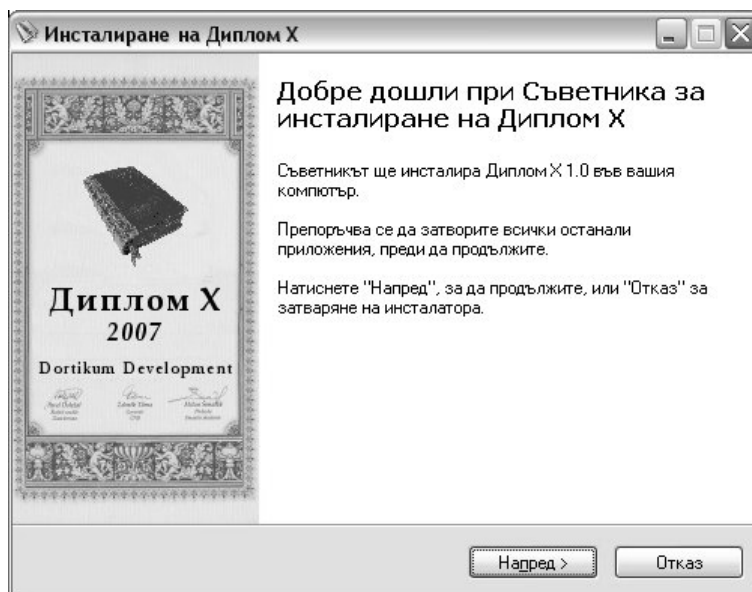 Инсталиране на Диплом X
Добре дошли при Съветника за
инсталиране на Диплом X
Съветникът ще инсталира Диплом X 1.0 във вашия
компютър.
Препоръчва се да затворите всички останали
приложения, преди да продължите.
Натиснете "Напред", за да продължите, или "Отказ" за
затваряне на инсталатора.
Диплом X
2007
Dortikum Development
Напред >
Отказ